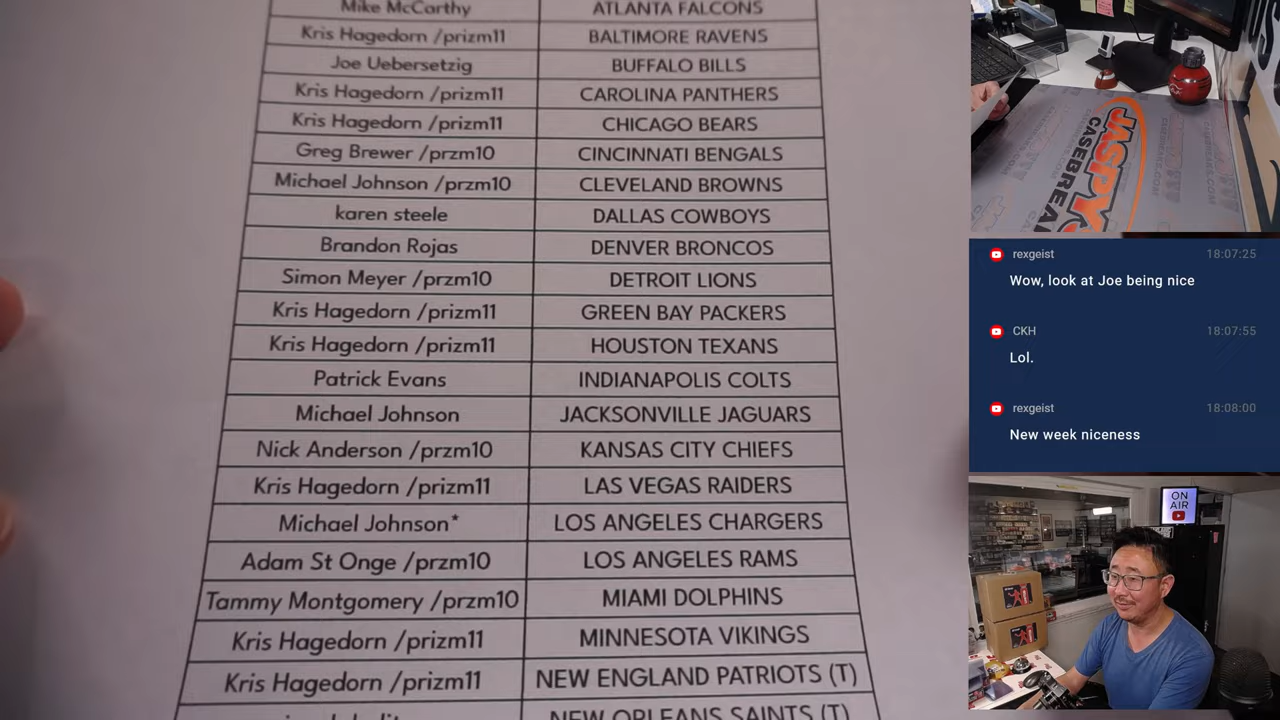 Mike McCarthy ATLANTA FALCONS
Kris Hagedorn /prizm11 BALTIMORE RAVENS
Joe Uebersetzig BUFFALO BILLS
Kris Hagedorn /prizm11 CAROLINA PANTHERS
Kris Hagedorn /prizm11 CHICAGO BEARS
Greg Brewer /przm10 CINCINNATI BENGALS
Michael Johnson /przm10 CLEVELAND BROWNS
karen steele DALLAS COWBOYS
Brandon Rojas DENVER BRONCOS
Simon Meyer /przm10 DETROIT LIONS
Kris Hagedorn /prizm11 GREEN BAY PACKERS
Kris Hagedorn /prizm11 HOUSTON TEXANS
Patrick Evans INDIANAPOLIS COLTS
Michael Johnson JACKSONVILLE JAGUARS
Nick Anderson /przm10 KANSAS CITY CHIEFS
Kris Hagedorn /prizm11 LAS VEGAS RAIDERS
Michael Johnson* LOS ANGELES CHARGERS
Adam St Onge /przm10 LOS ANGELES RAMS
Tammy Montgomery /przm10 MIAMI DOLPHINS
Kris Hagedorn /prizm11 MINNESOTA VIKINGS
Kris Hagedorn /prizm11 NEW ENGLAND PATRIOTS (T)
NEW ORLEANS SAINTS (T)
JASPY'S
CASEBREA
rexgeist 18:07:25
Wow, look at Joe being nice
CKH 18:07:55
Lol.
rexgeist 18:08:00
New week niceness
ON
AIR